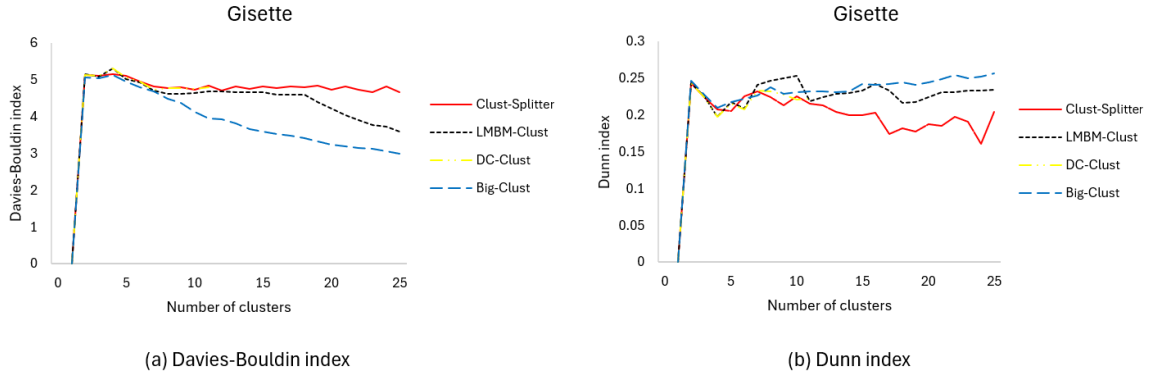 Gisette
6
5
4
3
2
1
0
0 5 10 15 20 25
Davies-Bouldin index
Number of clusters
Clust-Splitter
LMBM-Clust
DC-Clust
Big-Clust
(a) Davies-Bouldin index
Gisette
0.3
0.25
0.2
0.15
0.1
0.05
0
0 5 10 15 20 25
Dunn index
Number of clusters
Clust-Splitter
LMBM-Clust
DC-Clust
Big-Clust
(b) Dunn index